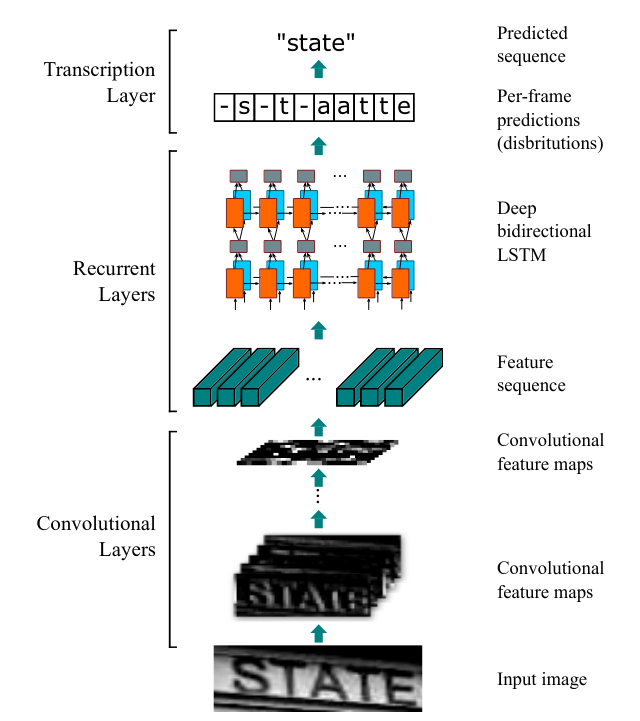 "state"
Predicted
sequence
Transcription
Layer
-s-t-aatte
Per-frame
predictions
(disbritutions)
...
Deep
bidirectional
LSTM
...
Recurrent
Layers
...
Feature
sequence
Convolutional
feature maps
Convolutional
Layers
STATE
Convolutional
feature maps
STATE
Input image